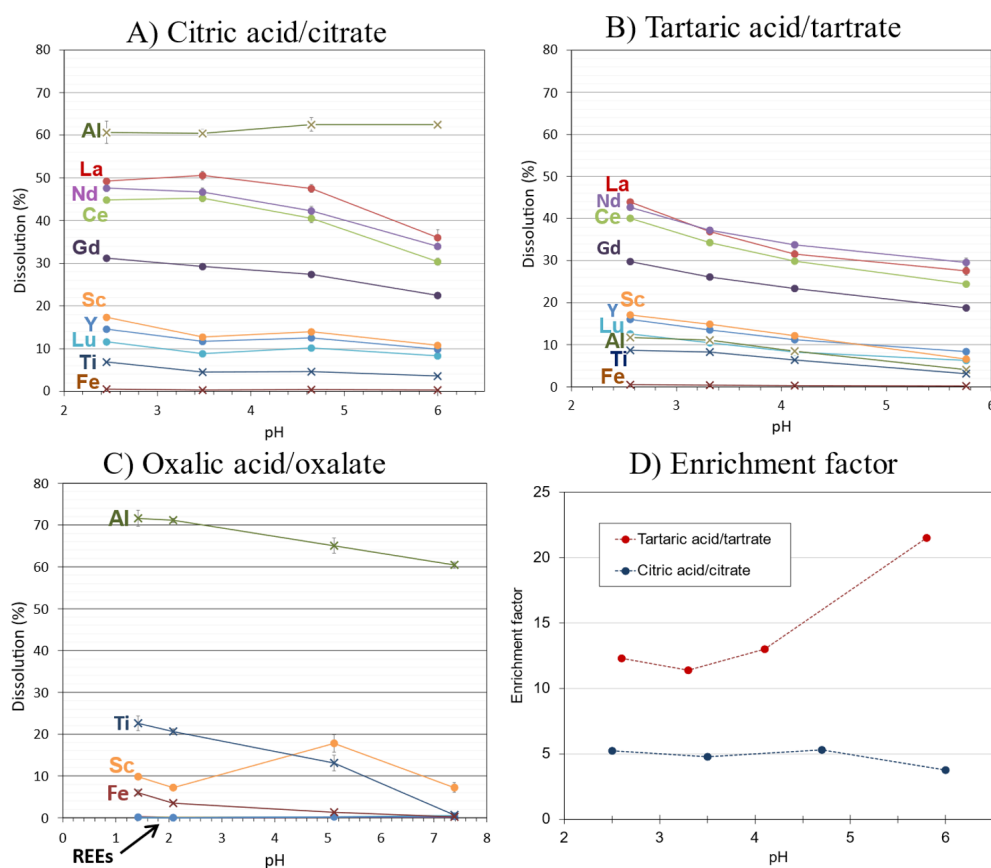 A) Citric acid/citrate
80
70
60
50
40
30
20
10
0
Dissolution (%)
Al
La
Nd
Ce
Gd
Sc
Y
Lu
Ti
Fe
2
3
4
5
6
pH
B) Tartaric acid/tartrate
80
70
60
50
40
30
20
10
0
Dissolution (%)
La
Nd
Ce
Gd
Sc
Y
Lu
Al
Ti
Fe
2
3
4
5
6
pH
C) Oxalic acid/oxalate
80
70
60
50
40
30
20
10
0
Dissolution (%)
Al
Ti
Sc
Fe
REEs
0
1
2
3
4
5
6
7
8
pH
D) Enrichment factor
25
20
15
10
5
0
Enrichment factor
Tartaric acid/tartrate
Citric acid/citrate
2
3
4
5
6
pH